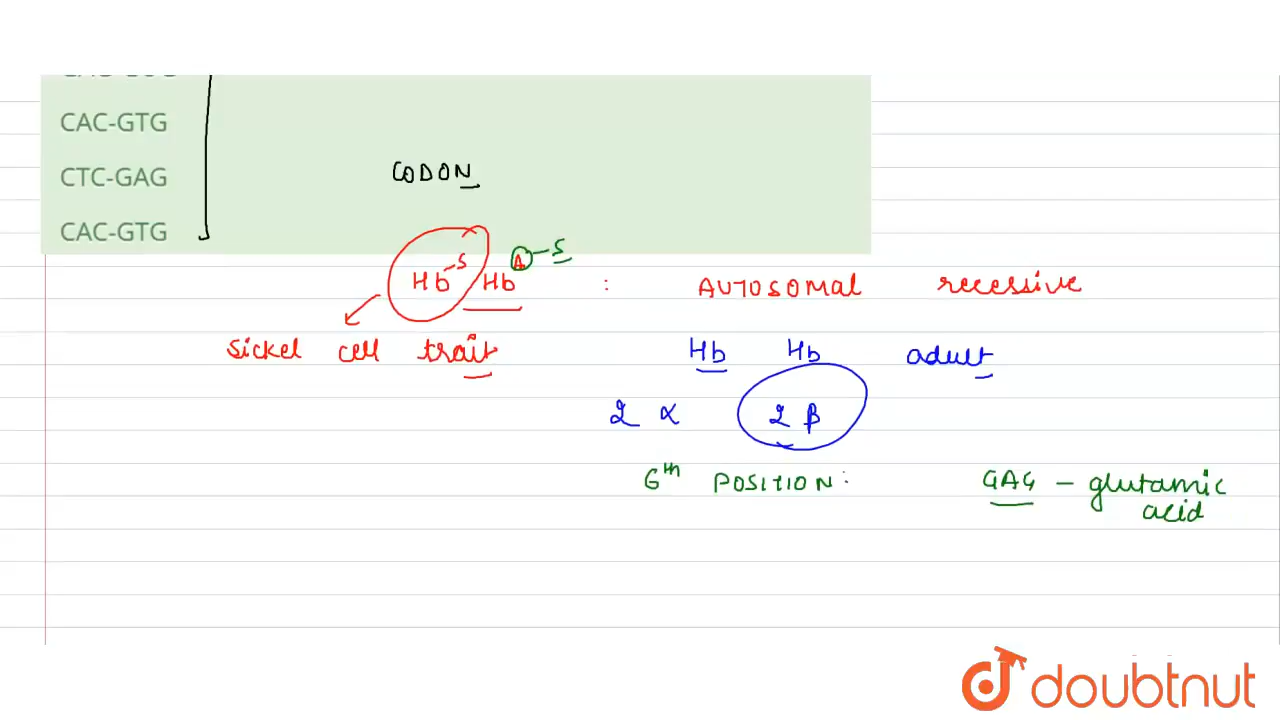 CAC-GTG
CTC-GAG
CODON
CAC-GTG
Hb-S Hb A - S : AUTOSOMAL recessive
Sickel cell trait
Hb Hb adult
2 α 2 β
6th POSITION: GAG - glutamic
acid
doubtnut